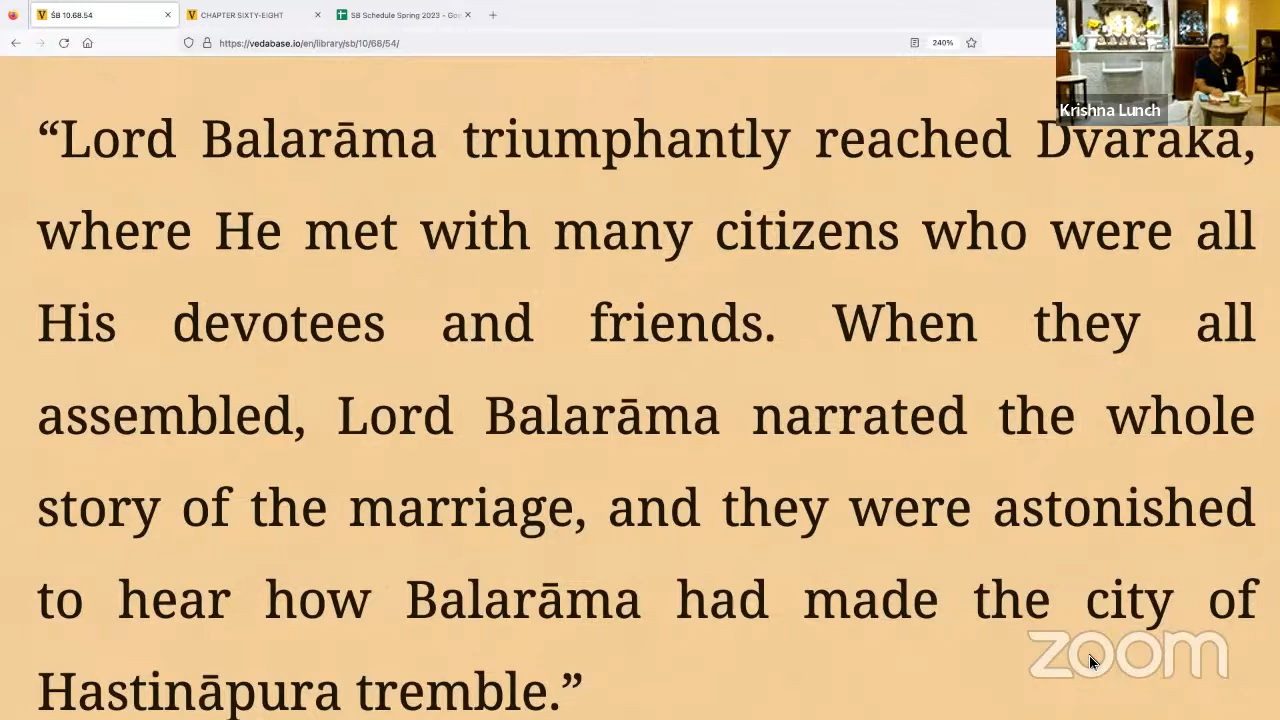 ŚB 10.68.54
CHAPTER SIXTY-EIGHT
SB Schedule Spring 2023 - Goo
https://vedabase.io/en/library/sb/10/68/54/
240%
Krishna Lunch
“Lord Balarāma triumphantly reached Dvārakā,
where He met with many citizens who were all
His devotees and friends. When they all
assembled, Lord Balarāma narrated the whole
story of the marriage, and they were astonished
to hear how Balarāma had made the city of
Hastināpura tremble.”
zoom